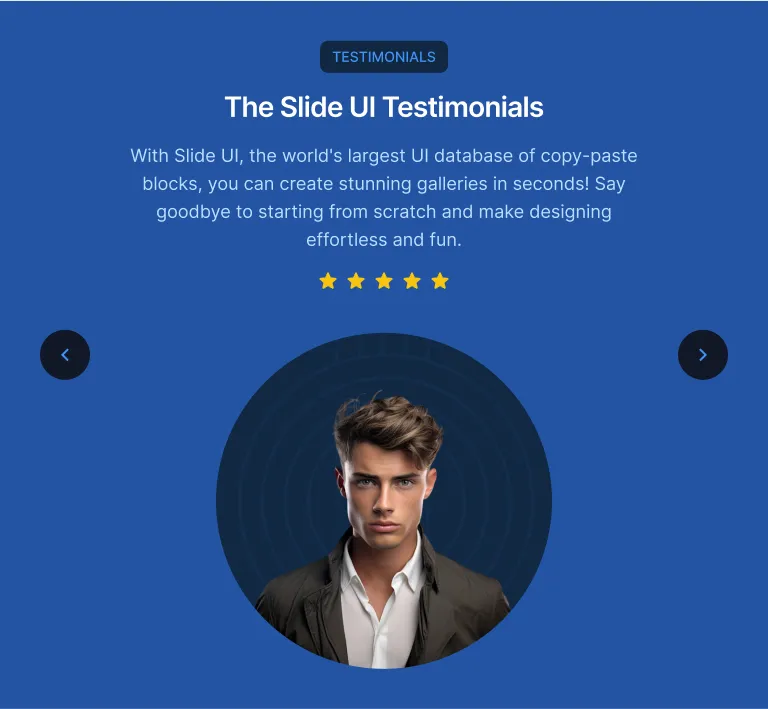 TESTIMONIALS
The Slide UI Testimonials
With Slide UI, the world's largest UI database of copy-paste
blocks, you can create stunning galleries in seconds! Say
goodbye to starting from scratch and make designing
effortless and fun.